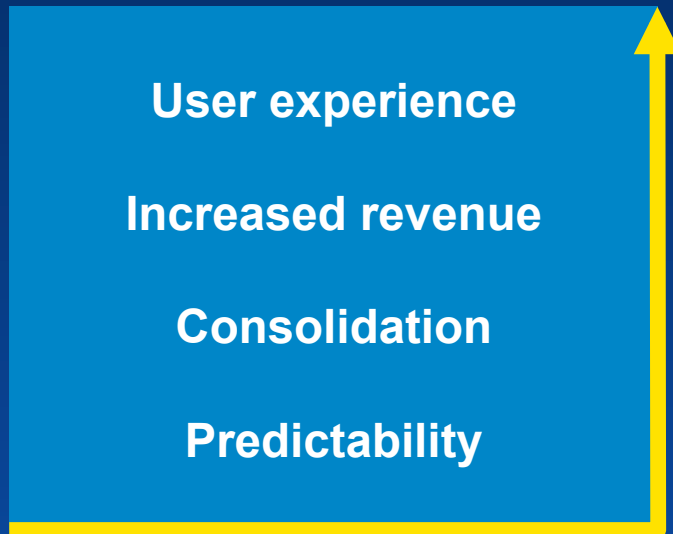 User experience
Increased revenue
Consolidation
Predictability